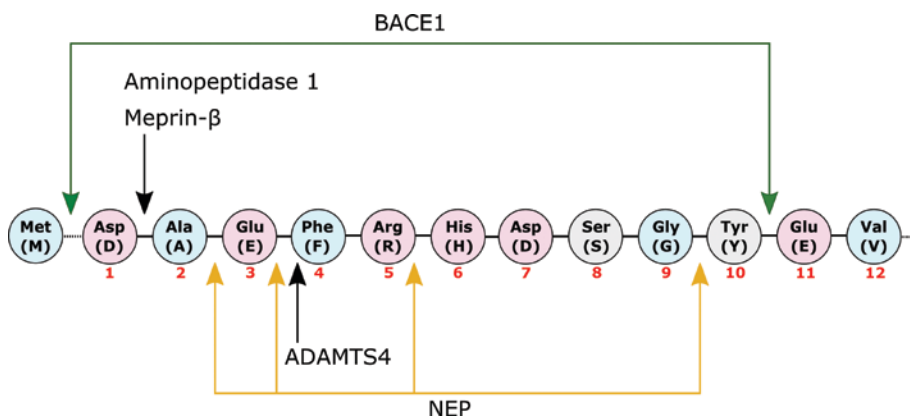 BACE1
Aminopeptidase 1
Meprin-β
Met Asp Ala Glu Phe Arg His Asp Ser Gly Tyr Glu Val
(M) (D) (A) (E) (F) (R) (H) (D) (S) (G) (Y) (E) (V)
1 2 3 4 5 6 7 8 9 10 11 12
ADAMTS4
NEP